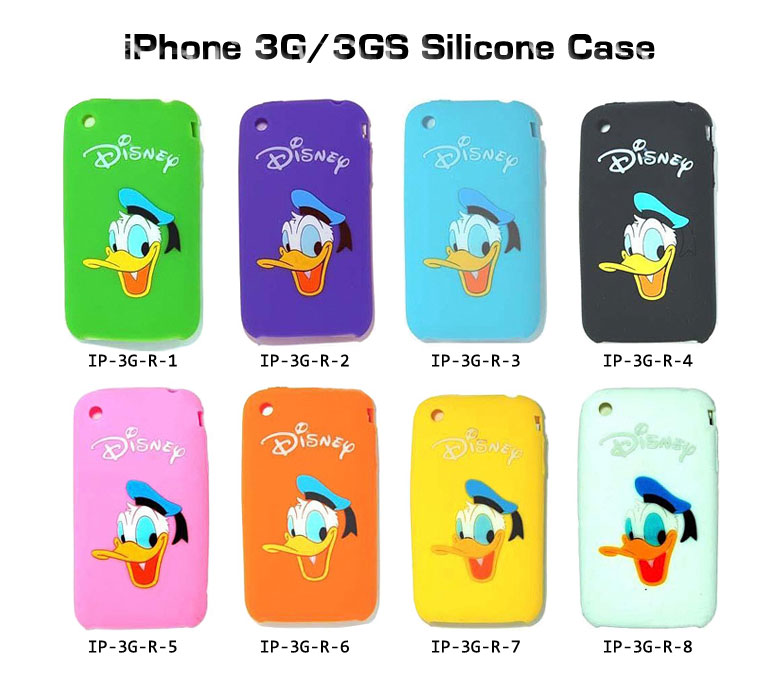 iPhone 3G/3GS Silicone Case
Disney Disney Disney Disney
IP-3G-R-1 IP-3G-R-2 IP-3G-R-3 IP-3G-R-4
Disney Disney Disney Disney
IP-3G-R-5 IP-3G-R-6 IP-3G-R-7 IP-3G-R-8